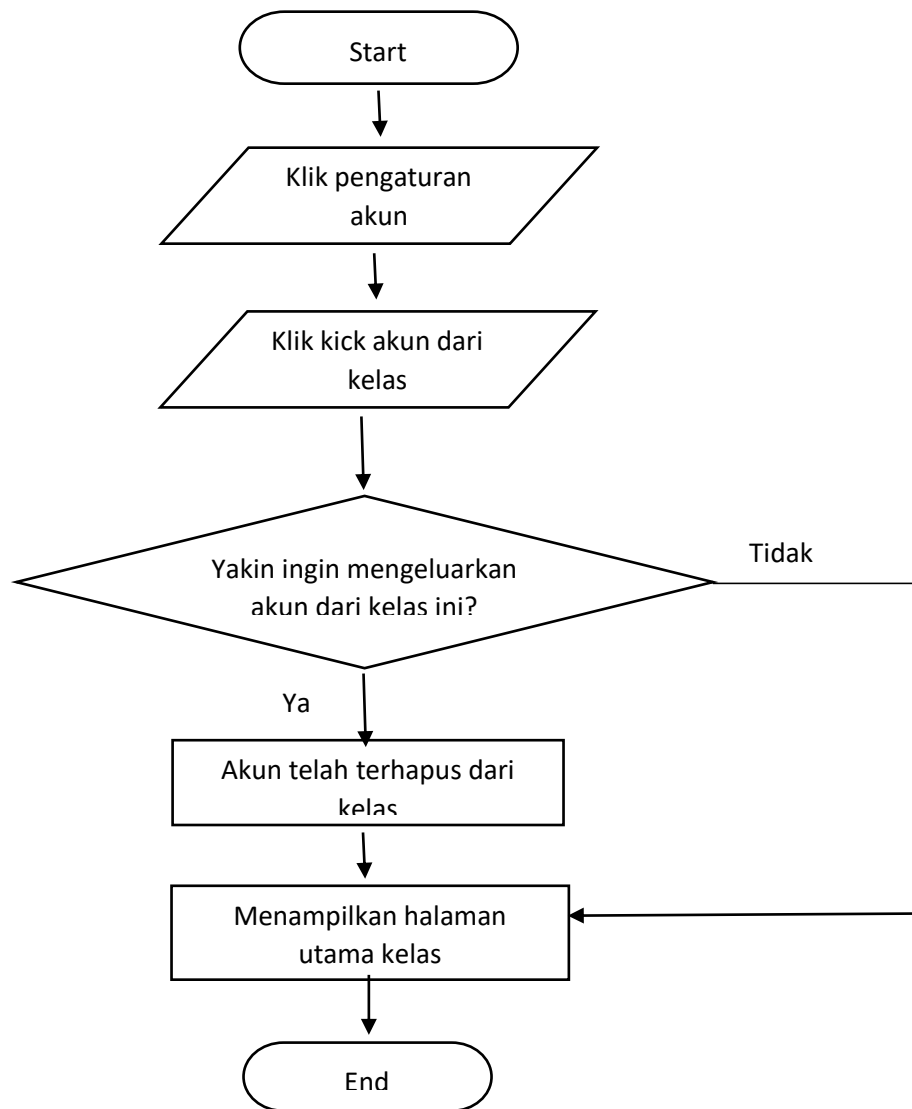 Start
Klik pengaturan
akun
Klik kick akun dari
kelas
Tidak
Yakin ingin mengeluarkan
akun dari kelas ini?
Ya
Akun telah terhapus dari
kelas
Menampilkan halaman
utama kelas
End